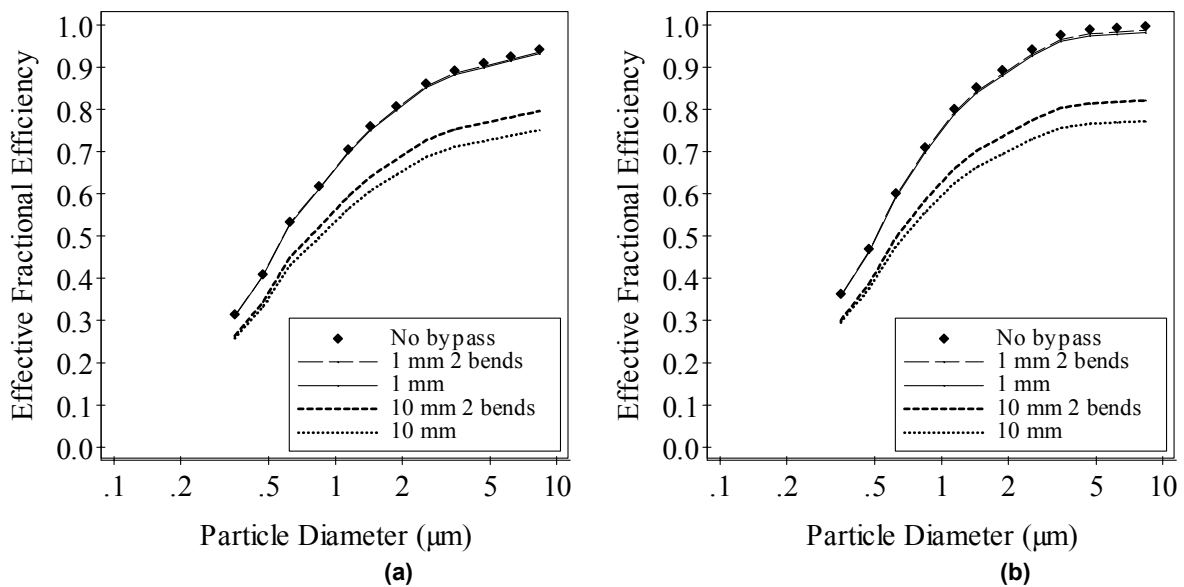 Effective Fractional Efficiency
1.0
0.9
0.8
0.7
0.6
0.5
0.4
0.3
0.2
0.1
0.0
No bypass
1 mm 2 bends
1 mm
10 mm 2 bends
10 mm
.1 .2 .5 1 2 5 10
Particle Diameter (μm)
(a)
Effective Fractional Efficiency
1.0
0.9
0.8
0.7
0.6
0.5
0.4
0.3
0.2
0.1
0.0
No bypass
1 mm 2 bends
1 mm
10 mm 2 bends
10 mm
.1 .2 .5 1 2 5 10
Particle Diameter (μm)
(b)